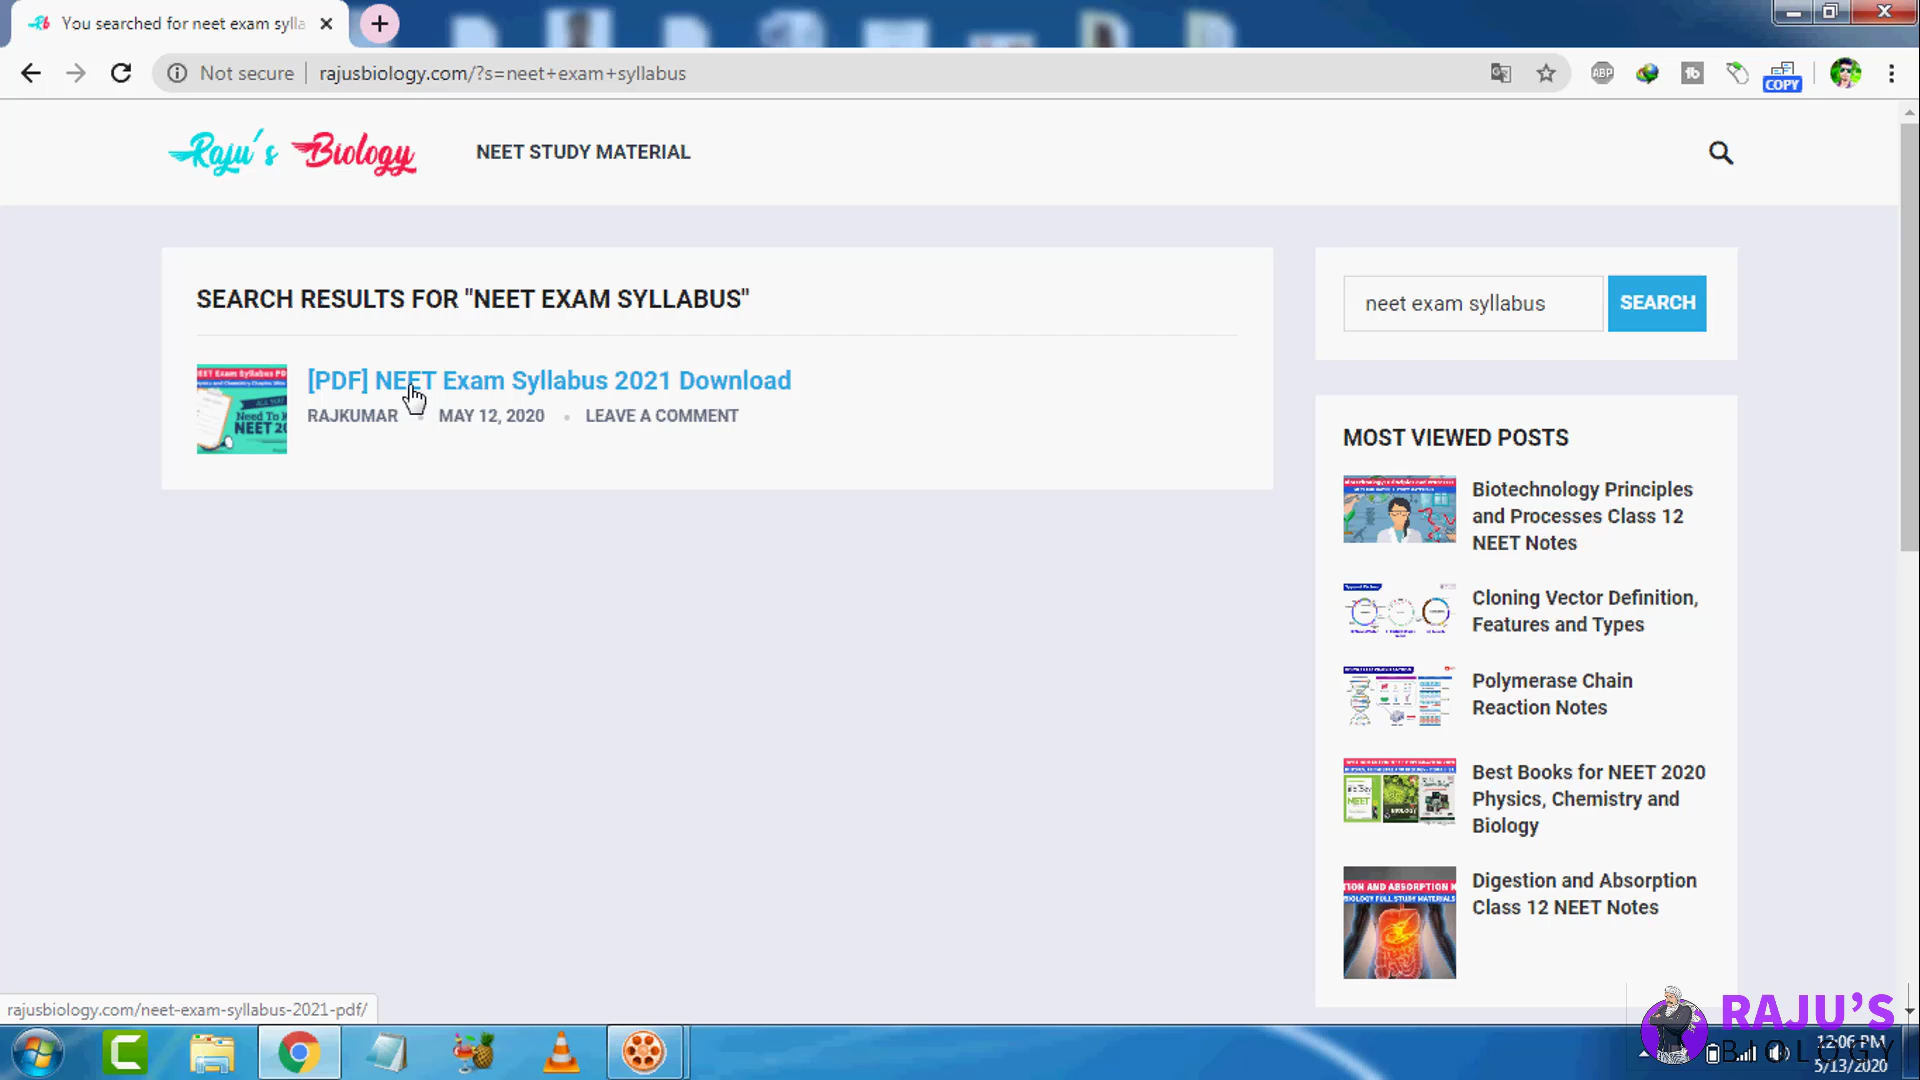 You searched for neet exam sylla
Not secure
rajusbiology.com/?s=neet+exam+syllabus
ABP
COPY
Raju's Biology
NEET STUDY MATERIAL
SEARCH RESULTS FOR "NEET EXAM SYLLABUS"
[PDF] NEET Exam Syllabus 2021 Download
RAJKUMAR
MAY 12, 2020
LEAVE A COMMENT
neet exam syllabus
SEARCH
MOST VIEWED POSTS
Biotechnology Principles
and Processes Class 12
NEET Notes
Cloning Vector Definition,
Features and Types
Polymerase Chain
Reaction Notes
Best Books for NEET 2020
Physics, Chemistry and
Biology
Digestion and Absorption
Class 12 NEET Notes
rajusbiology.com/neet-exam-syllabus-2021-pdf/
RAJU'S
BIOLOGY
12:06 PM
5/13/2020